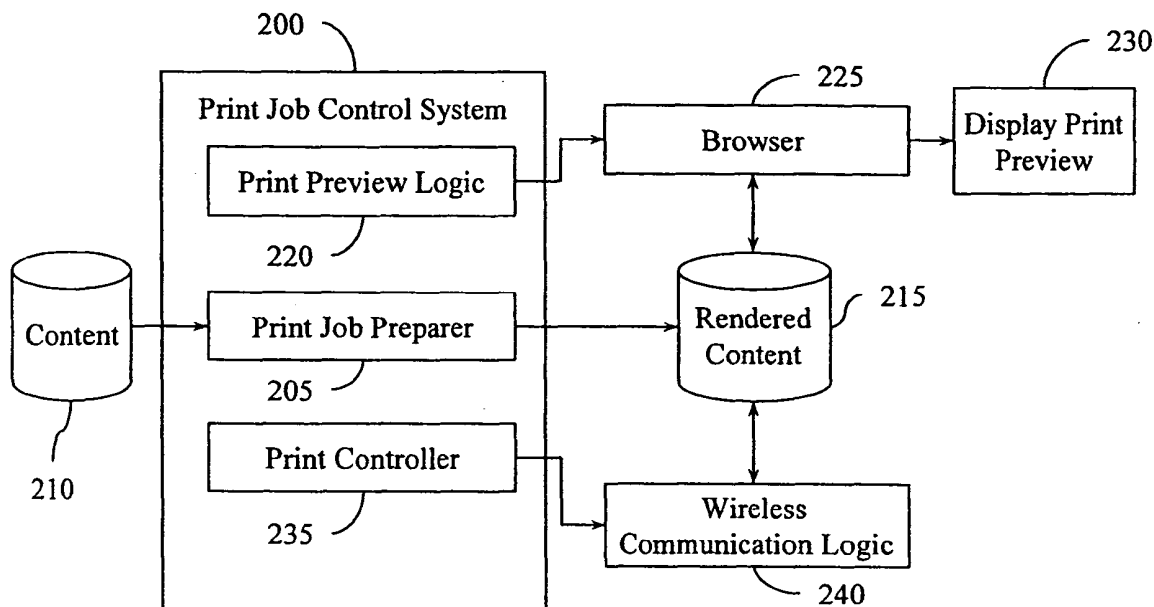 200
230
225
Print Job Control System
Browser
Display Print
Preview
Print Preview Logic
220
Content
Print Job Preparer
Rendered
Content
215
205
210
Print Controller
235
Wireless
Communication Logic
240